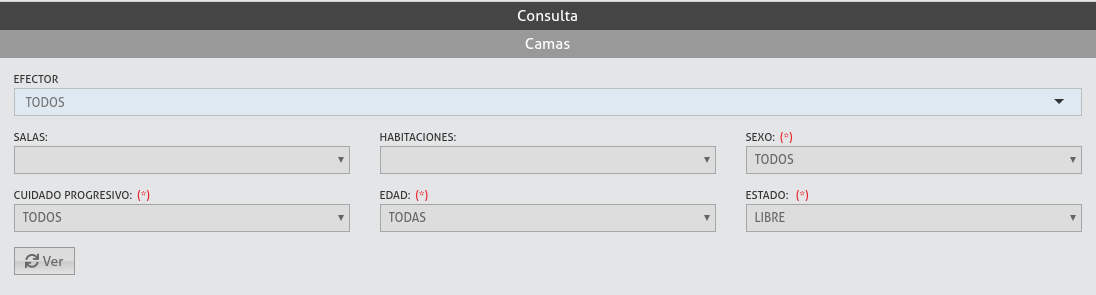 Consulta
Camas
EFECTOR
TODOS
SALAS: HABITACIONES: SEXO: (*)
TODOS
CUIDADO PROGRESIVO: (*) EDAD: (*) ESTADO: (*)
TODOS TODAS LIBRE
Ver